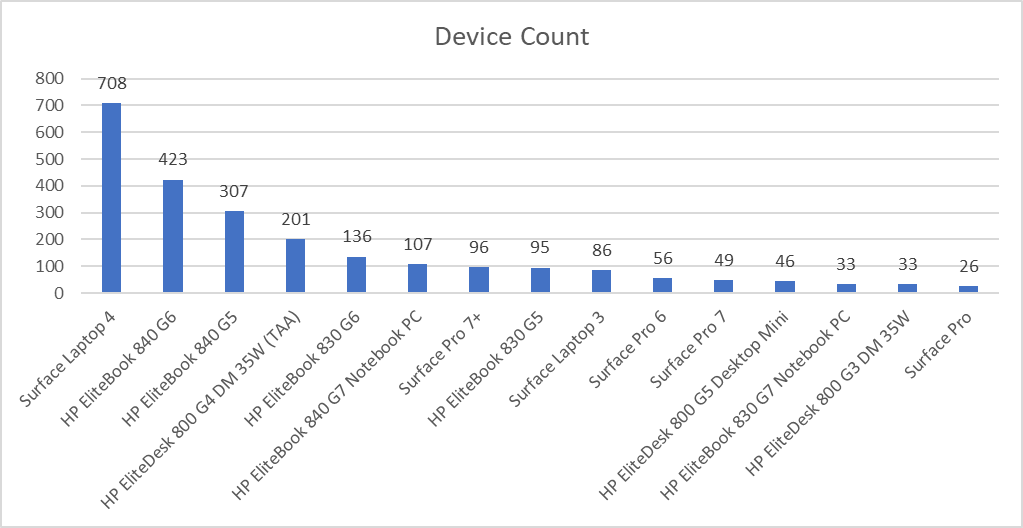 Device Count
800
700
600
500
400
300
200
100
0
708
423
307
201
136
107
96
95
86
56
49
46
33
33
26
Surface Laptop 4
HP EliteBook 840 G6
HP EliteBook 840 G5
HP EliteDesk 800 G4 DM 35W (TAA)
HP EliteBook 830 G6
HP EliteBook 840 G7 Notebook PC
Surface Pro 7+
HP EliteBook 830 G5
Surface Laptop 3
Surface Pro 6
Surface Pro 7
HP EliteDesk 800 G5 Desktop Mini
HP EliteBook 830 G7 Notebook PC
HP EliteDesk 800 G3 DM 35W
Surface Pro